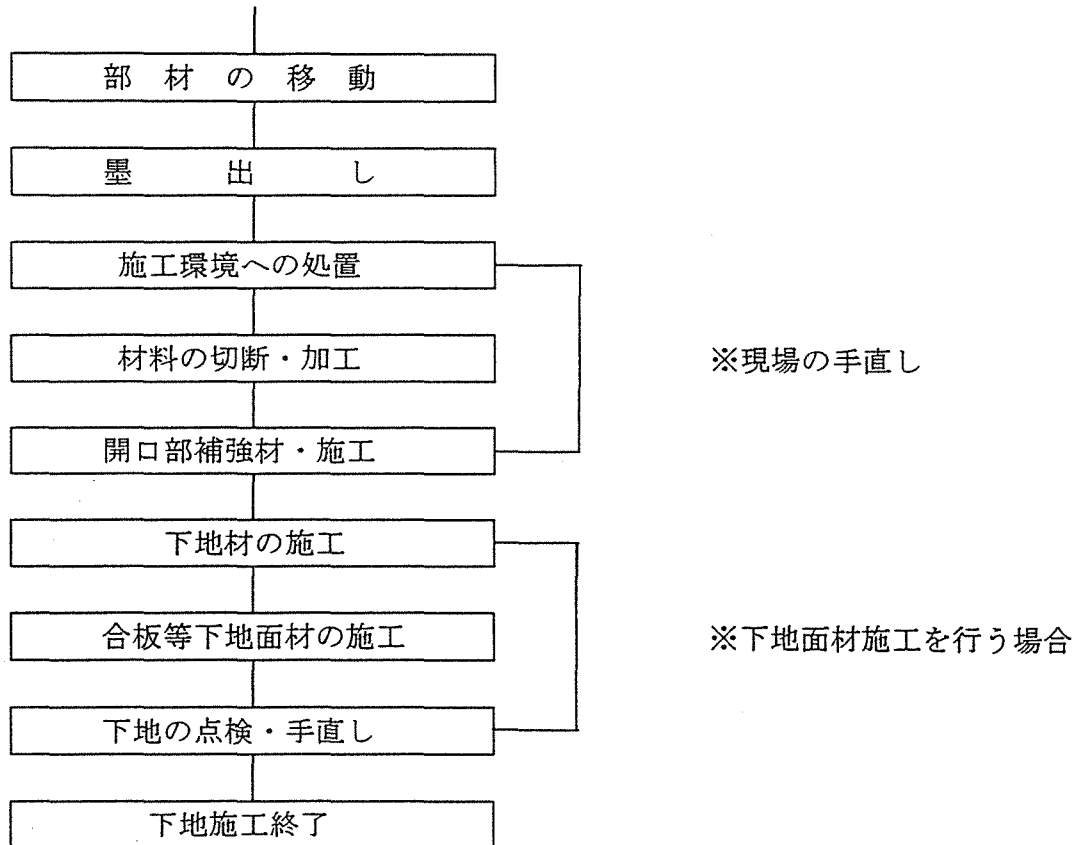 部材の移動
墨出し
施工環境への処置
材料の切断・加工
※現場の手直し
開口部補強材・施工
下地材の施工
合板等下地面材の施工
※下地面材施工を行う場合
下地の点検・手直し
下地施工終了